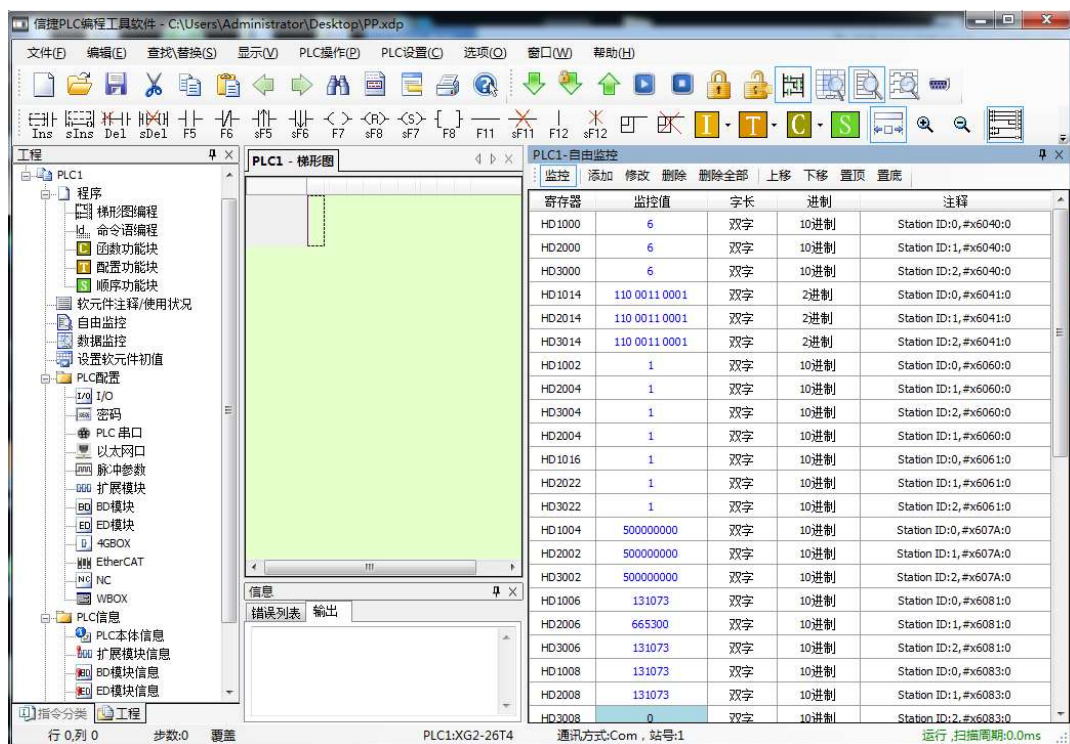 信捷PLC编程工具软件 - C:\Users\Administrator\Desktop\PP.xdp
文件(F) 编辑(E) 查找\替换(S) 显示(V) PLC操作(P) PLC设置(C) 选项(O) 窗口(W) 帮助(H)
Ins sIns Del sDel F5 F6 sF5 sF6 F7 sF8 sF7 F8 F11 sF11 F12 sF12 I T C S
工程
PLC1
程序
梯形图编程
命令语编程
函数功能块
配置功能块
顺序功能块
软元件注释/使用状况
自由监控
数据监控
设置软元件初值
PLC配置
I/O I/O
密码
PLC 串口
以太网口
脉冲参数
扩展模块
BD BD模块
ED ED模块
4GBOX
EtherCAT
NC NC
WBOX
PLC信息
PLC本体信息
扩展模块信息
BD BD模块信息
ED ED模块信息
指令分类 工程
PLC1 - 梯形图
信息
错误列表 输出
PLC1-自由监控
监控 添加 修改 删除 删除全部 上移 下移 置顶 置底
寄存器 监控值 字长 进制 注释
HD1000 6 双字 10进制 Station ID:0,#x6040:0
HD2000 6 双字 10进制 Station ID:1,#x6040:0
HD3000 6 双字 10进制 Station ID:2,#x6040:0
HD1014 110 0011 0001 双字 2进制 Station ID:0,#x6041:0
HD2014 110 0011 0001 双字 2进制 Station ID:1,#x6041:0
HD3014 110 0011 0001 双字 2进制 Station ID:2,#x6041:0
HD1002 1 双字 10进制 Station ID:0,#x6060:0
HD2004 1 双字 10进制 Station ID:1,#x6060:0
HD3004 1 双字 10进制 Station ID:2,#x6060:0
HD2004 1 双字 10进制 Station ID:1,#x6060:0
HD1016 1 双字 10进制 Station ID:0,#x6061:0
HD2022 1 双字 10进制 Station ID:1,#x6061:0
HD3022 1 双字 10进制 Station ID:2,#x6061:0
HD1004 500000000 双字 10进制 Station ID:0,#x607A:0
HD2002 500000000 双字 10进制 Station ID:1,#x607A:0
HD3002 500000000 双字 10进制 Station ID:2,#x607A:0
HD1006 131073 双字 10进制 Station ID:0,#x6081:0
HD2006 665300 双字 10进制 Station ID:1,#x6081:0
HD3006 131073 双字 10进制 Station ID:2,#x6081:0
HD1008 131073 双字 10进制 Station ID:0,#x6083:0
HD2008 131073 双字 10进制 Station ID:1,#x6083:0
HD3008 0 双字 10进制 Station ID:2,#x6083:0
行 0,列 0 步数:0 覆盖 PLC1:XG2-26T4 通讯方式:Com，站号:1 运行 ,扫描周期:0.0ms